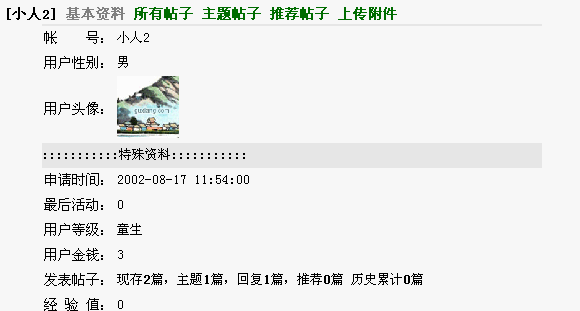 [小人2] 基本资料 所有帖子 主题帖子 推荐帖子 上传附件
帐 号： 小人2
用户性别： 男
用户头像：
:::::::::::特殊资料:::::::::::
申请时间： 2002-08-17 11:54:00
最后活动： 0
用户等级： 童生
用户金钱： 3
发表帖子： 现存2篇，主题1篇，回复1篇，推荐0篇 历史累计0篇
经 验 值： 0